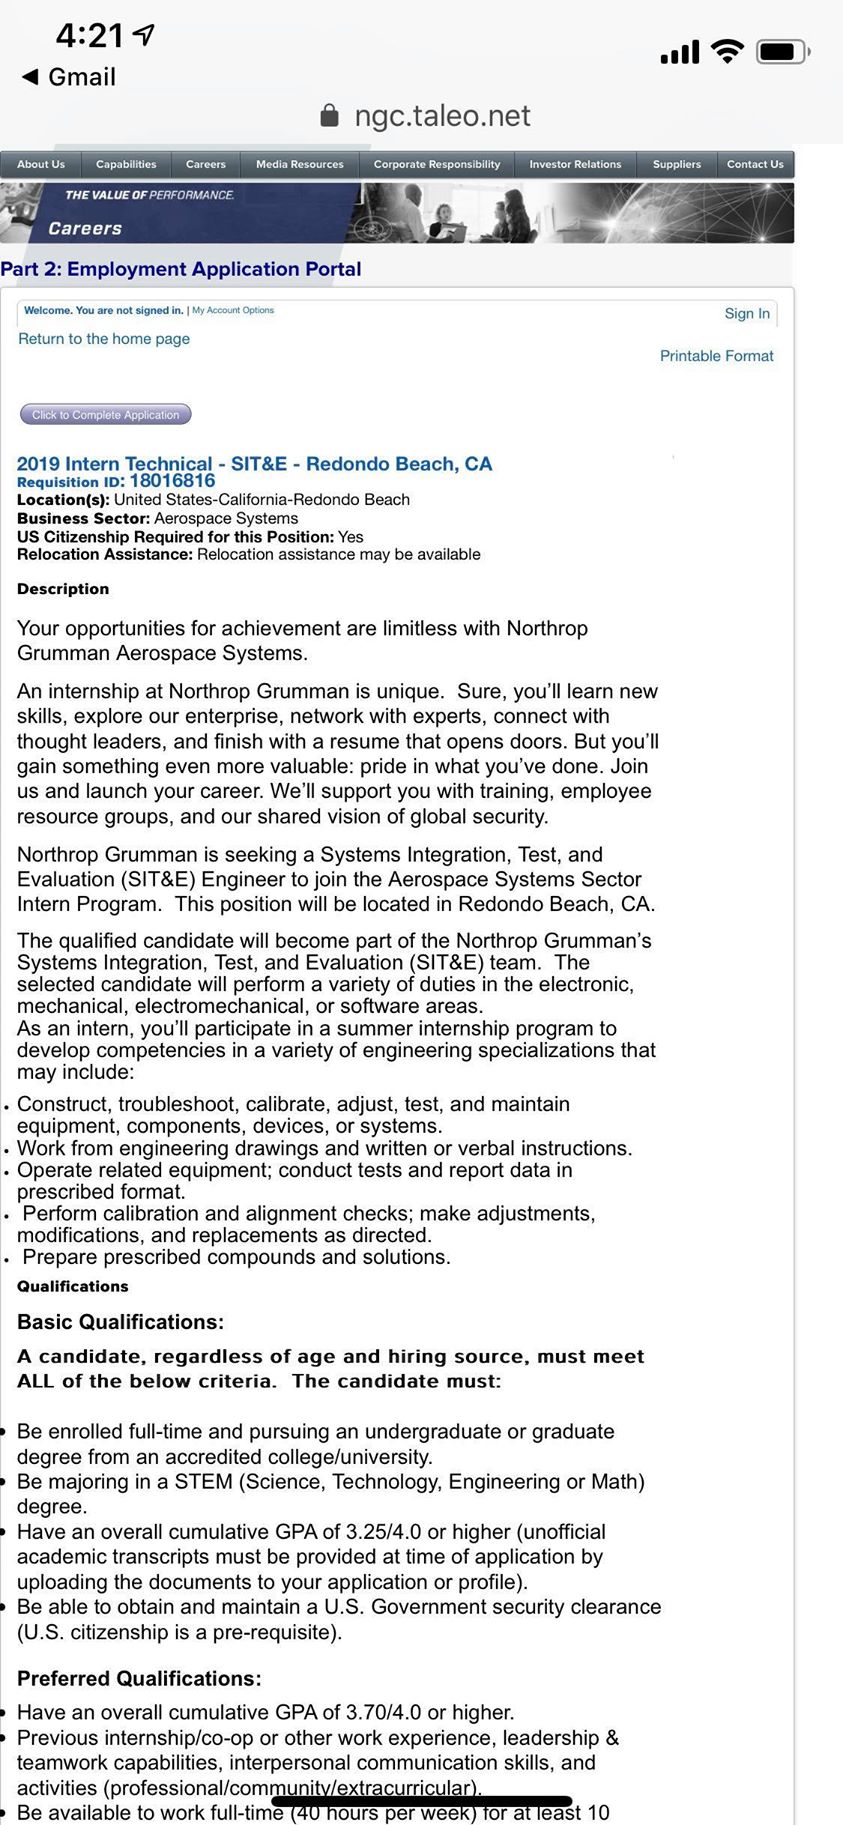 4:21
◀ Gmail
ngc.taleo.net
About Us Capabilities Careers Media Resources Corporate Responsibility Investor Relations Suppliers Contact Us
THE VALUE OF PERFORMANCE.
Careers
Part 2: Employment Application Portal
Welcome. You are not signed in. | My Account Options
Sign In
Return to the home page
Printable Format
Click to Complete Application
2019 Intern Technical - SIT&E - Redondo Beach, CA
Requisition ID: 18016816
Location(s): United States-California-Redondo Beach
Business Sector: Aerospace Systems
US Citizenship Required for this Position: Yes
Relocation Assistance: Relocation assistance may be available
Description
Your opportunities for achievement are limitless with Northrop
Grumman Aerospace Systems.
An internship at Northrop Grumman is unique.  Sure, you'll learn new
skills, explore our enterprise, network with experts, connect with
thought leaders, and finish with a resume that opens doors. But you'll
gain something even more valuable: pride in what you've done. Join
us and launch your career. We'll support you with training, employee
resource groups, and our shared vision of global security.
Northrop Grumman is seeking a Systems Integration, Test, and
Evaluation (SIT&E) Engineer to join the Aerospace Systems Sector
Intern Program.  This position will be located in Redondo Beach, CA.
The qualified candidate will become part of the Northrop Grumman's
Systems Integration, Test, and Evaluation (SIT&E) team.  The
selected candidate will perform a variety of duties in the electronic,
mechanical, electromechanical, or software areas.
As an intern, you'll participate in a summer internship program to
develop competencies in a variety of engineering specializations that
may include:
• Construct, troubleshoot, calibrate, adjust, test, and maintain
equipment, components, devices, or systems.
• Work from engineering drawings and written or verbal instructions.
• Operate related equipment; conduct tests and report data in
prescribed format.
•  Perform calibration and alignment checks; make adjustments,
modifications, and replacements as directed.
•  Prepare prescribed compounds and solutions.
Qualifications
Basic Qualifications:
A candidate, regardless of age and hiring source, must meet
ALL of the below criteria.  The candidate must:
• Be enrolled full-time and pursuing an undergraduate or graduate
degree from an accredited college/university.
• Be majoring in a STEM (Science, Technology, Engineering or Math)
degree.
• Have an overall cumulative GPA of 3.25/4.0 or higher (unofficial
academic transcripts must be provided at time of application by
uploading the documents to your application or profile).
• Be able to obtain and maintain a U.S. Government security clearance
(U.S. citizenship is a pre-requisite).
Preferred Qualifications:
• Have an overall cumulative GPA of 3.70/4.0 or higher.
• Previous internship/co-op or other work experience, leadership &
teamwork capabilities, interpersonal communication skills, and
activities (professional/community/extracurricular).
• Be available to work full-time (40 hours per week) for at least 10